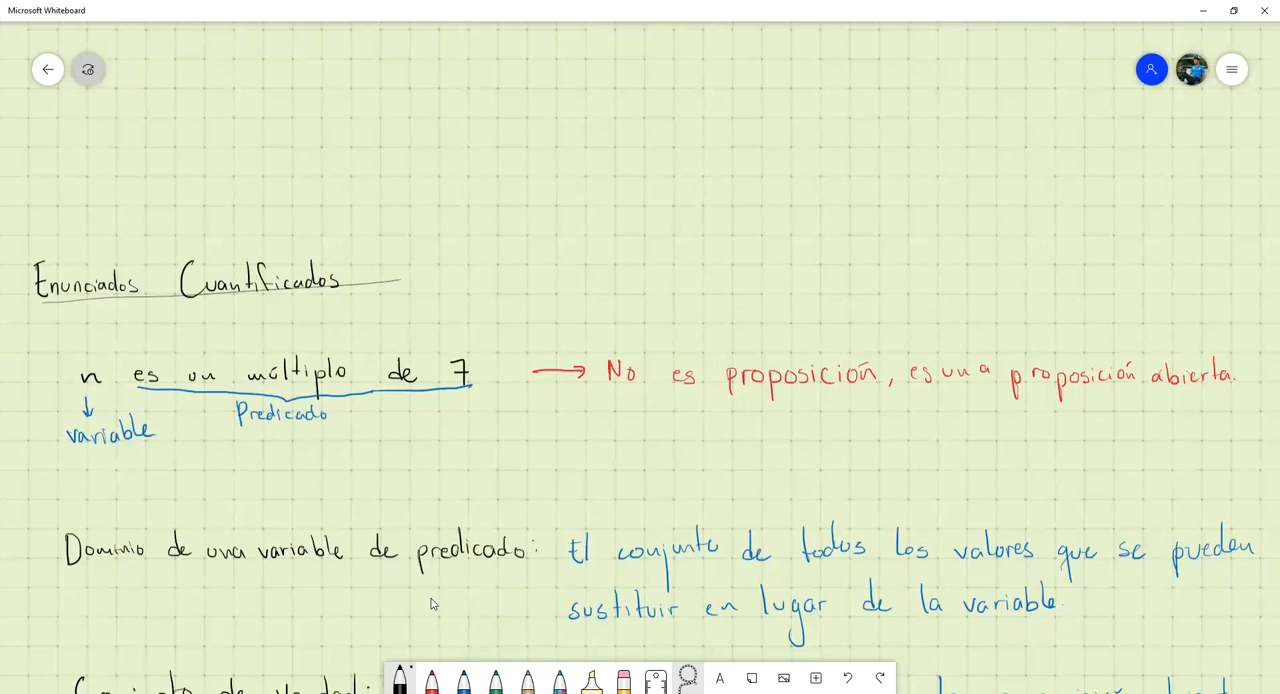 Microsoft Whiteboard
Enunciados Cuantificados
n es un múltiplo de 7 → No es proposición, es una proposición abierta.
variable
Predicado
Dominio de una variable de predicado: El conjunto de todos los valores que se pueden
sustituir en lugar de la variable.
A